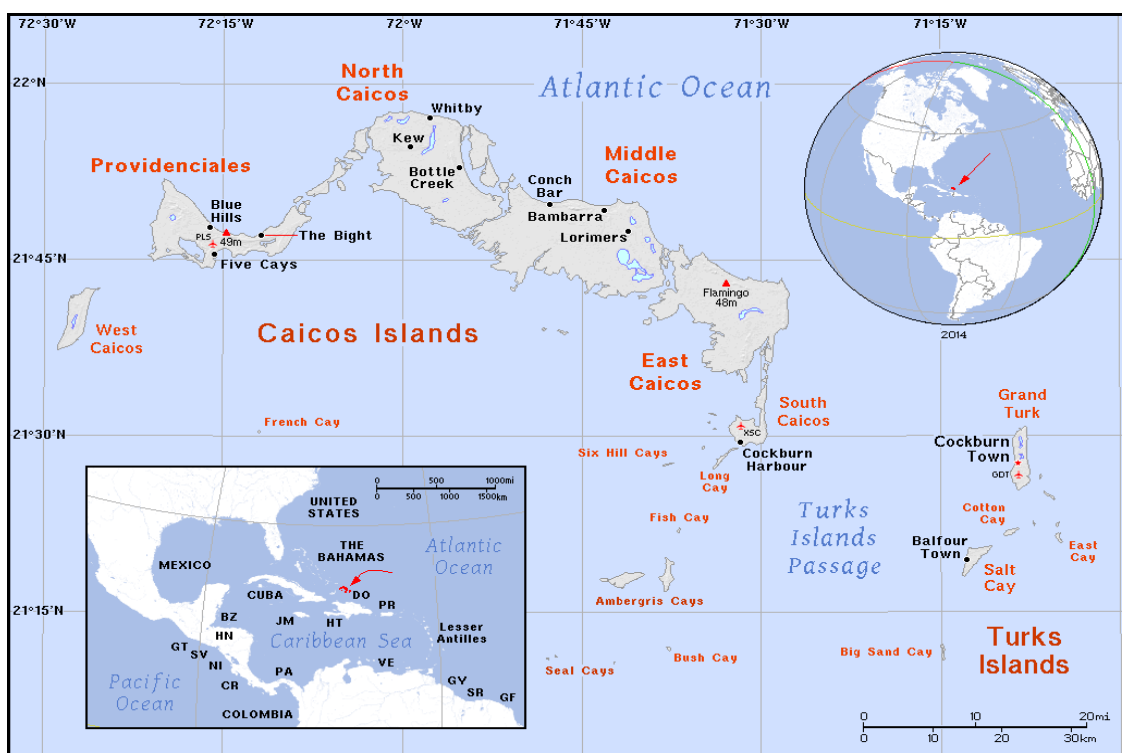 72°30'W
72°15'W
72°W
71°45'W
71°30'W
71°15'W
22°N
21°45'N
21°30'N
21°15'N
Atlantic Ocean
North
Caicos
Whitby
Kew
Bottle
Creek
Middle
Caicos
Conch
Bar
Bambarra
Lorimers
Providenciales
Blue
Hills
PLS
49m
The Bight
Five Cays
West
Caicos
Caicos Islands
Flamingo
48m
East
Caicos
South
Caicos
XSC
Cockburn
Harbour
French Cay
Six Hill Cays
Long
Cay
Fish Cay
Ambergris Cays
Seal Cays
Bush Cay
Big Sand Cay
Turks
Islands
Passage
Grand
Turk
Cockburn
Town
GDT
Cotton
Cay
East
Cay
Balfour
Town
Salt
Cay
Turks
Islands
2014
0 10 20mi
0 10 20 30km
0 500 1000mi
0 500 1000 1500km
UNITED
STATES
THE
BAHAMAS
Atlantic
Ocean
MEXICO
CUBA
DO
PR
BZ
JM
HT
HN
Caribbean Sea
Lesser
Antilles
GT
SV
NI
CR
PA
VE
GY
SR
GF
COLOMBIA
Pacific
Ocean